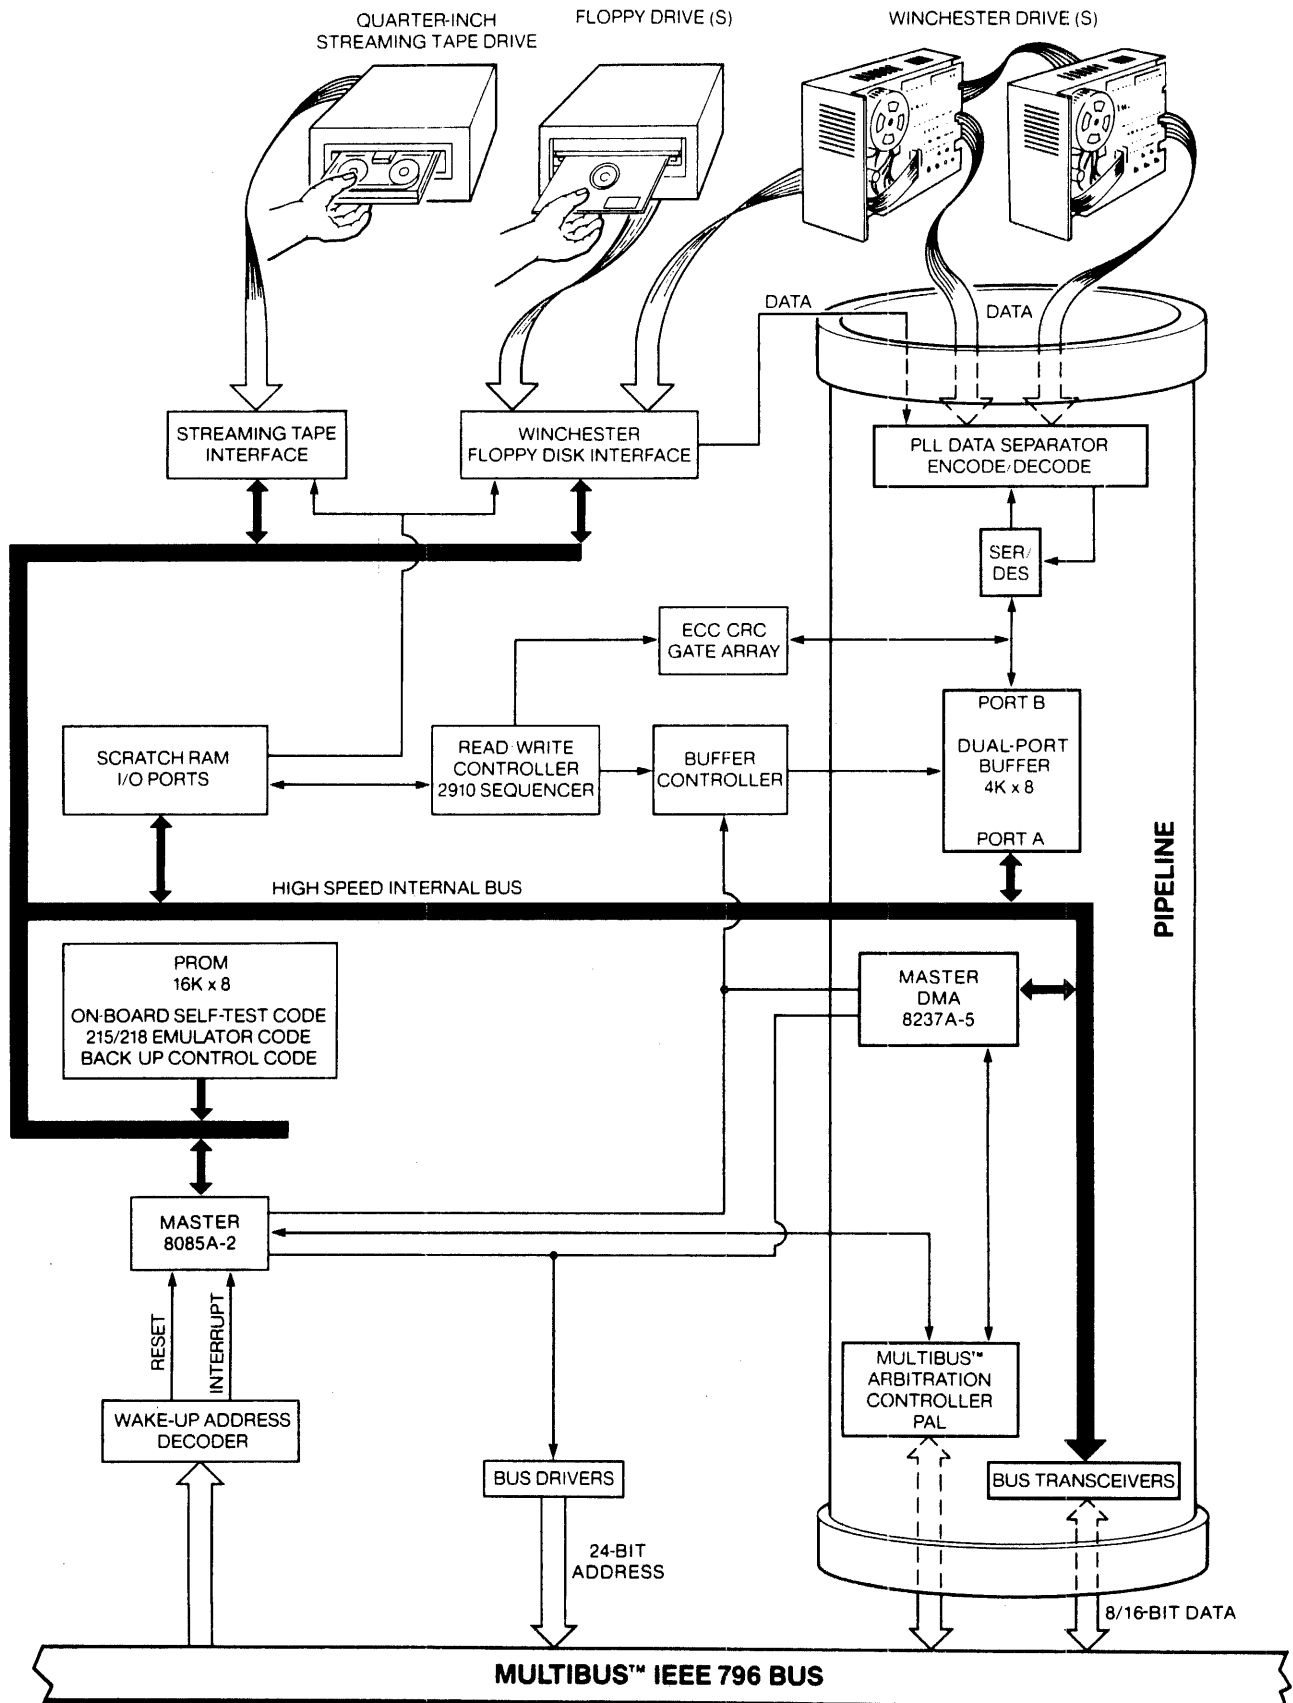 QUARTER-INCH
STREAMING TAPE DRIVE
FLOPPY DRIVE (S)
WINCHESTER DRIVE (S)
DATA
DATA
STREAMING TAPE
INTERFACE
WINCHESTER
FLOPPY DISK INTERFACE
PLL DATA SEPARATOR
ENCODE/DECODE
SER/
DES
ECC CRC
GATE ARRAY
SCRATCH RAM
I/O PORTS
READ-WRITE
CONTROLLER
2910 SEQUENCER
BUFFER
CONTROLLER
PORT B
DUAL-PORT
BUFFER
4K x 8
PORT A
PIPELINE
HIGH SPEED INTERNAL BUS
PROM
16K x 8
ON-BOARD SELF-TEST CODE
215/218 EMULATOR CODE
BACK UP CONTROL CODE
MASTER
DMA
8237A-5
MASTER
8085A-2
RESET
INTERRUPT
MULTIBUS™
ARBITRATION
CONTROLLER
PAL
WAKE-UP ADDRESS
DECODER
BUS DRIVERS
BUS TRANSCEIVERS
24-BIT
ADDRESS
8/16-BIT DATA
MULTIBUS™ IEEE 796 BUS